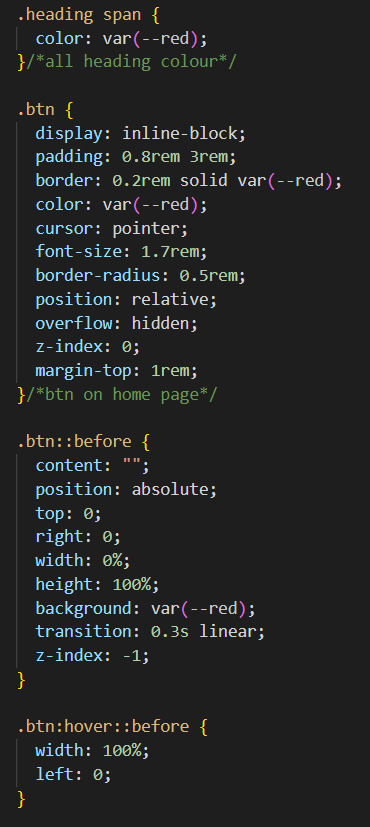 .heading span {
  color: var(--red);
}/*all heading colour*/

.btn {
  display: inline-block;
  padding: 0.8rem 3rem;
  border: 0.2rem solid var(--red);
  color: var(--red);
  cursor: pointer;
  font-size: 1.7rem;
  border-radius: 0.5rem;
  position: relative;
  overflow: hidden;
  z-index: 0;
  margin-top: 1rem;
}/*btn on home page*/

.btn::before {
  content: "";
  position: absolute;
  top: 0;
  right: 0;
  width: 0%;
  height: 100%;
  background: var(--red);
  transition: 0.3s linear;
  z-index: -1;
}

.btn:hover::before {
  width: 100%;
  left: 0;
}